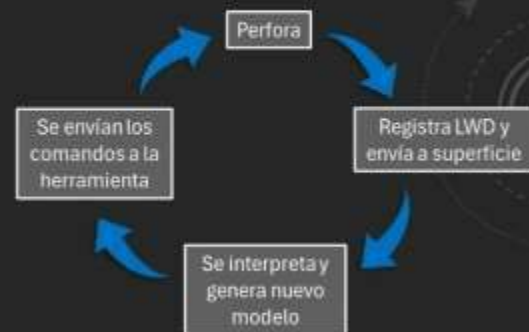 Perfora
Registra LWD y
envía a superficie
Se interpreta y
genera nuevo
modelo
Se envían los
comandos a la
herramienta